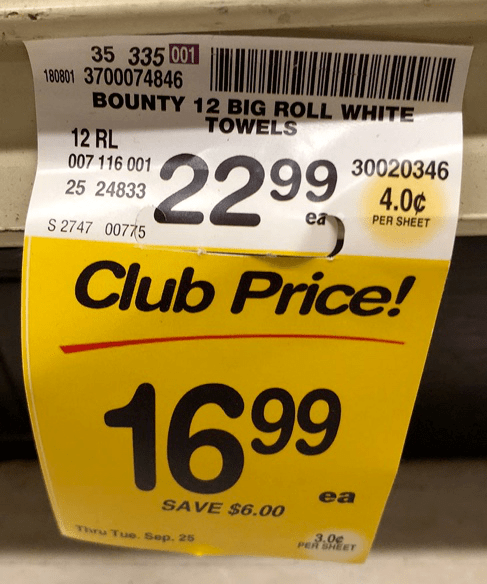 35 335 001
180801 3700074846
BOUNTY 12 BIG ROLL WHITE
TOWELS
12 RL
007 116 001
25 24833
S 2747 00775
22 99
ea
30020346
4.0¢
PER SHEET
Club Price!
16 99
ea
SAVE $6.00
Thru Tue. Sep. 25
3.0¢
PER SHEET